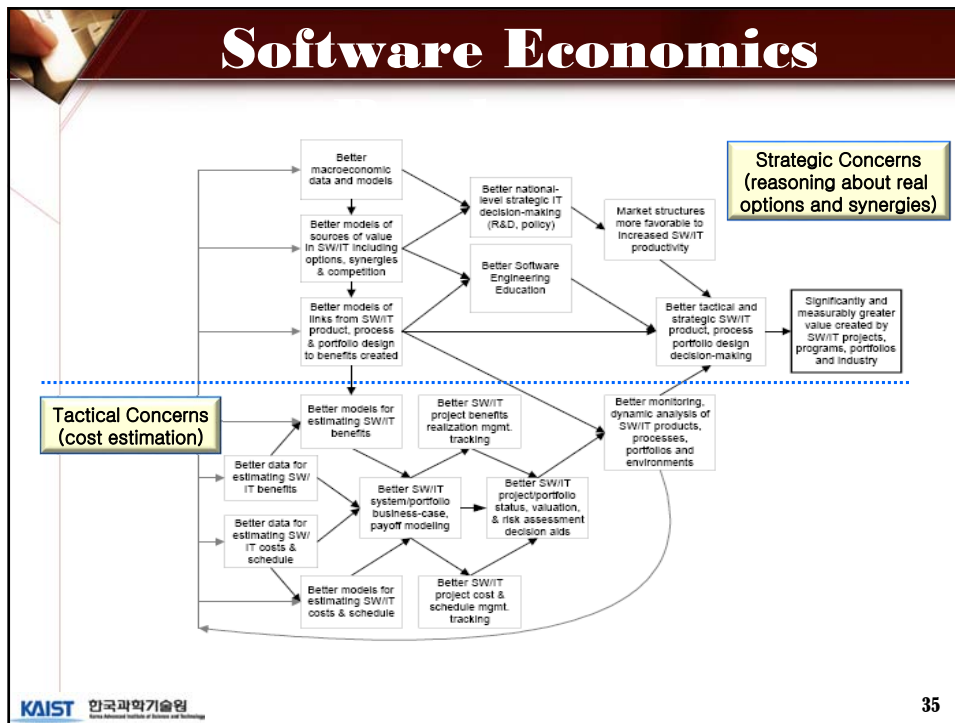 Software Economics
Strategic Concerns
(reasoning about real
options and synergies)
Better
macroeconomic
data and models
Better national-
level strategic IT
decision-making
(R&D, policy)
Market structures
more favorable to
increased SW/IT
productivity
Better models of
sources of value
in SW/IT including
options, synergies
& competition
Better Software
Engineering
Education
Better models of
links from SW/IT
product, process
& portfolio design
to benefits created
Better tactical and
strategic SW/IT
product, process
portfolio design
decision-making
Significantly and
measurably greater
value created by
SW/IT projects,
programs, portfolios
and industry
Tactical Concerns
(cost estimation)
Better models for
estimating SW/IT
benefits
Better SW/IT
project benefits
realization mgmt.
tracking
Better monitoring,
dynamic analysis of
SW/IT products,
processes,
portfolios and
environments
Better data for
estimating SW/
IT benefits
Better SW/IT
system/portfolio
business-case,
payoff modeling
Better SW/IT
project/portfolio
status, valuation,
& risk assessment
decision aids
Better data for
estimating SW/
IT costs &
schedule
Better models for
estimating SW/IT
costs & schedule
Better SW/IT
project cost &
schedule mgmt.
tracking
KAIST 한국과학기술원
Korea Advanced Institute of Science and Technology
35